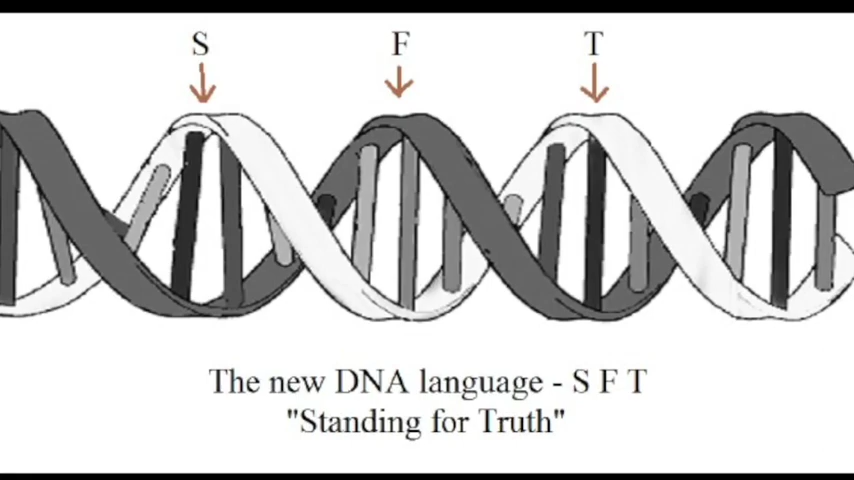 S F T
The new DNA language - S F T
"Standing for Truth"